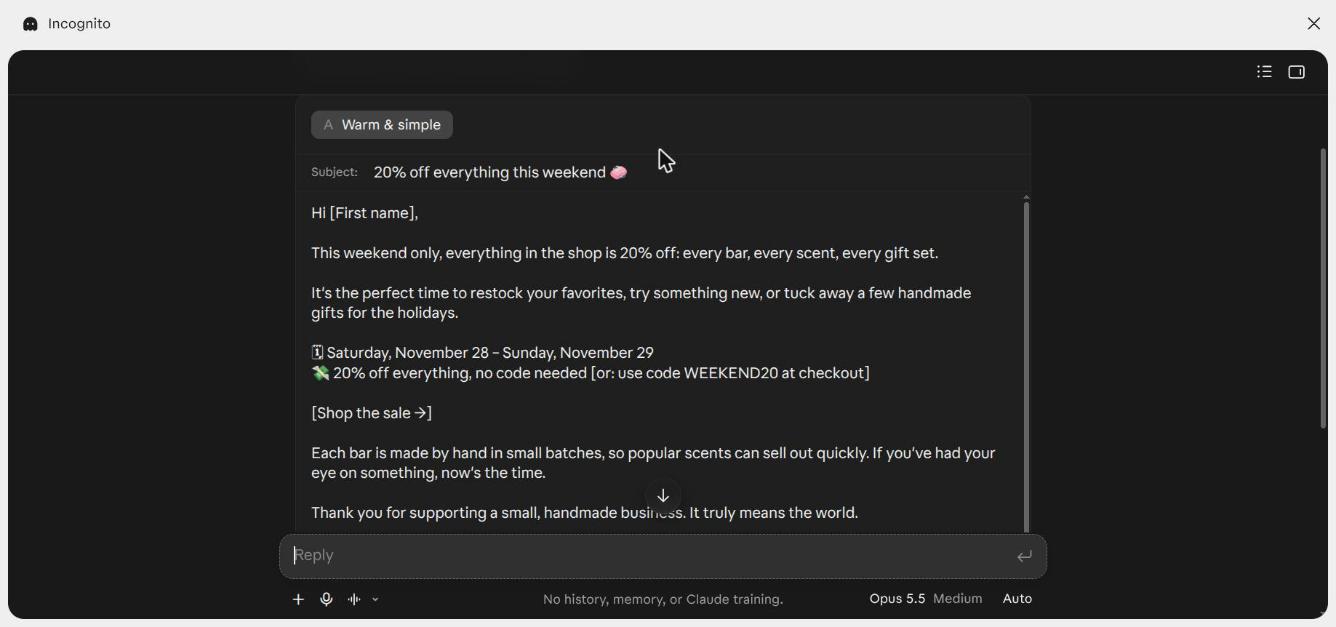 Incognito
A Warm & simple
Subject: 20% off everything this weekend 🧼
Hi [First name],
This weekend only, everything in the shop is 20% off: every bar, every scent, every gift set.
It's the perfect time to restock your favorites, try something new, or tuck away a few handmade
gifts for the holidays.
🗓 Saturday, November 28 – Sunday, November 29
💸 20% off everything, no code needed [or: use code WEEKEND20 at checkout]
[Shop the sale →]
Each bar is made by hand in small batches, so popular scents can sell out quickly. If you've had your
eye on something, now's the time.
Thank you for supporting a small, handmade business. It truly means the world.
Reply
No history, memory, or Claude training.
Opus 5.5 Medium Auto